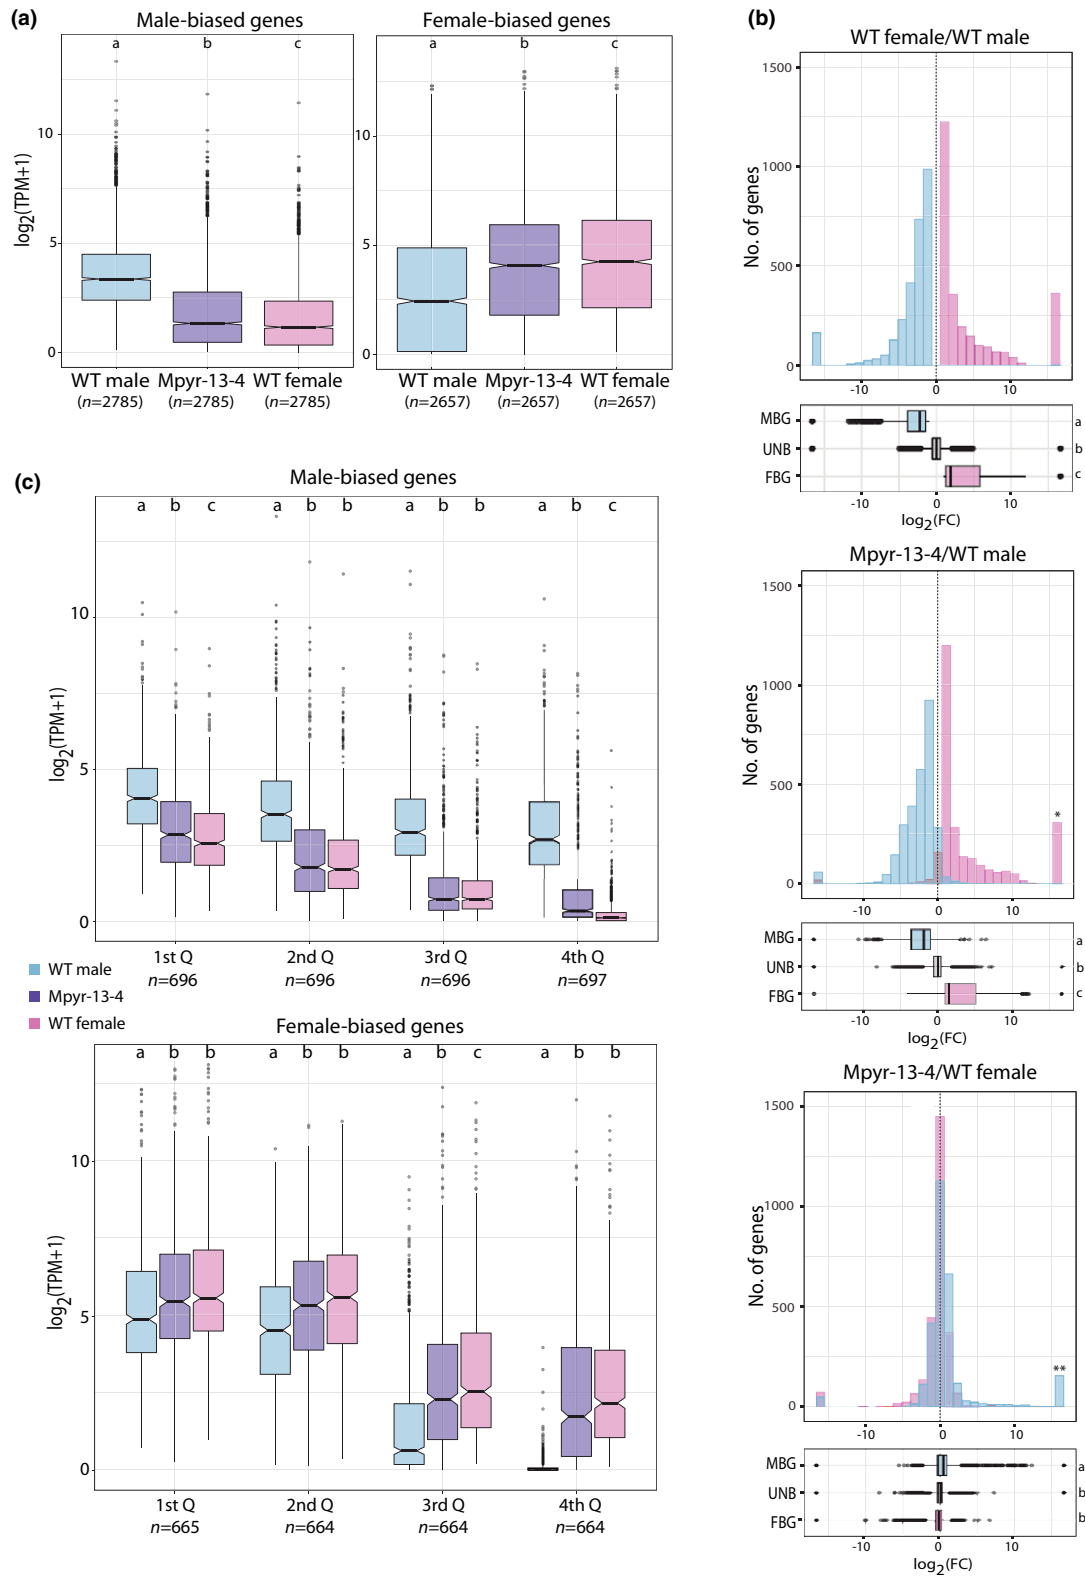 (a)
Male-biased genes
Female-biased genes
a b c
a b c
log2(TPM+1)
10
5
0
10
5
0
WT male Mpyr-13-4 WT female
(n=2785) (n=2785) (n=2785)
WT male Mpyr-13-4 WT female
(n=2657) (n=2657) (n=2657)
(b)
WT female/WT male
No. of genes
1500
1000
500
0
-10 0 10
MBG a
UNB b
FBG c
-10 0 10
log2(FC)
Mpyr-13-4/WT male
No. of genes
1500
1000
500
0
*
-10 0 10
MBG a
UNB b
FBG c
-10 0 10
log2(FC)
Mpyr-13-4/WT female
No. of genes
1500
1000
500
0
**
-10 0 10
MBG a
UNB b
FBG b
-10 0 10
log2(FC)
(c)
Male-biased genes
a b c a b b a b b a b c
log2(TPM+1)
10
5
0
1st Q 2nd Q 3rd Q 4th Q
n=696 n=696 n=696 n=697
WT male
Mpyr-13-4
WT female
Female-biased genes
a b b a b b a b c a b b
log2(TPM+1)
10
5
0
1st Q 2nd Q 3rd Q 4th Q
n=665 n=664 n=664 n=664